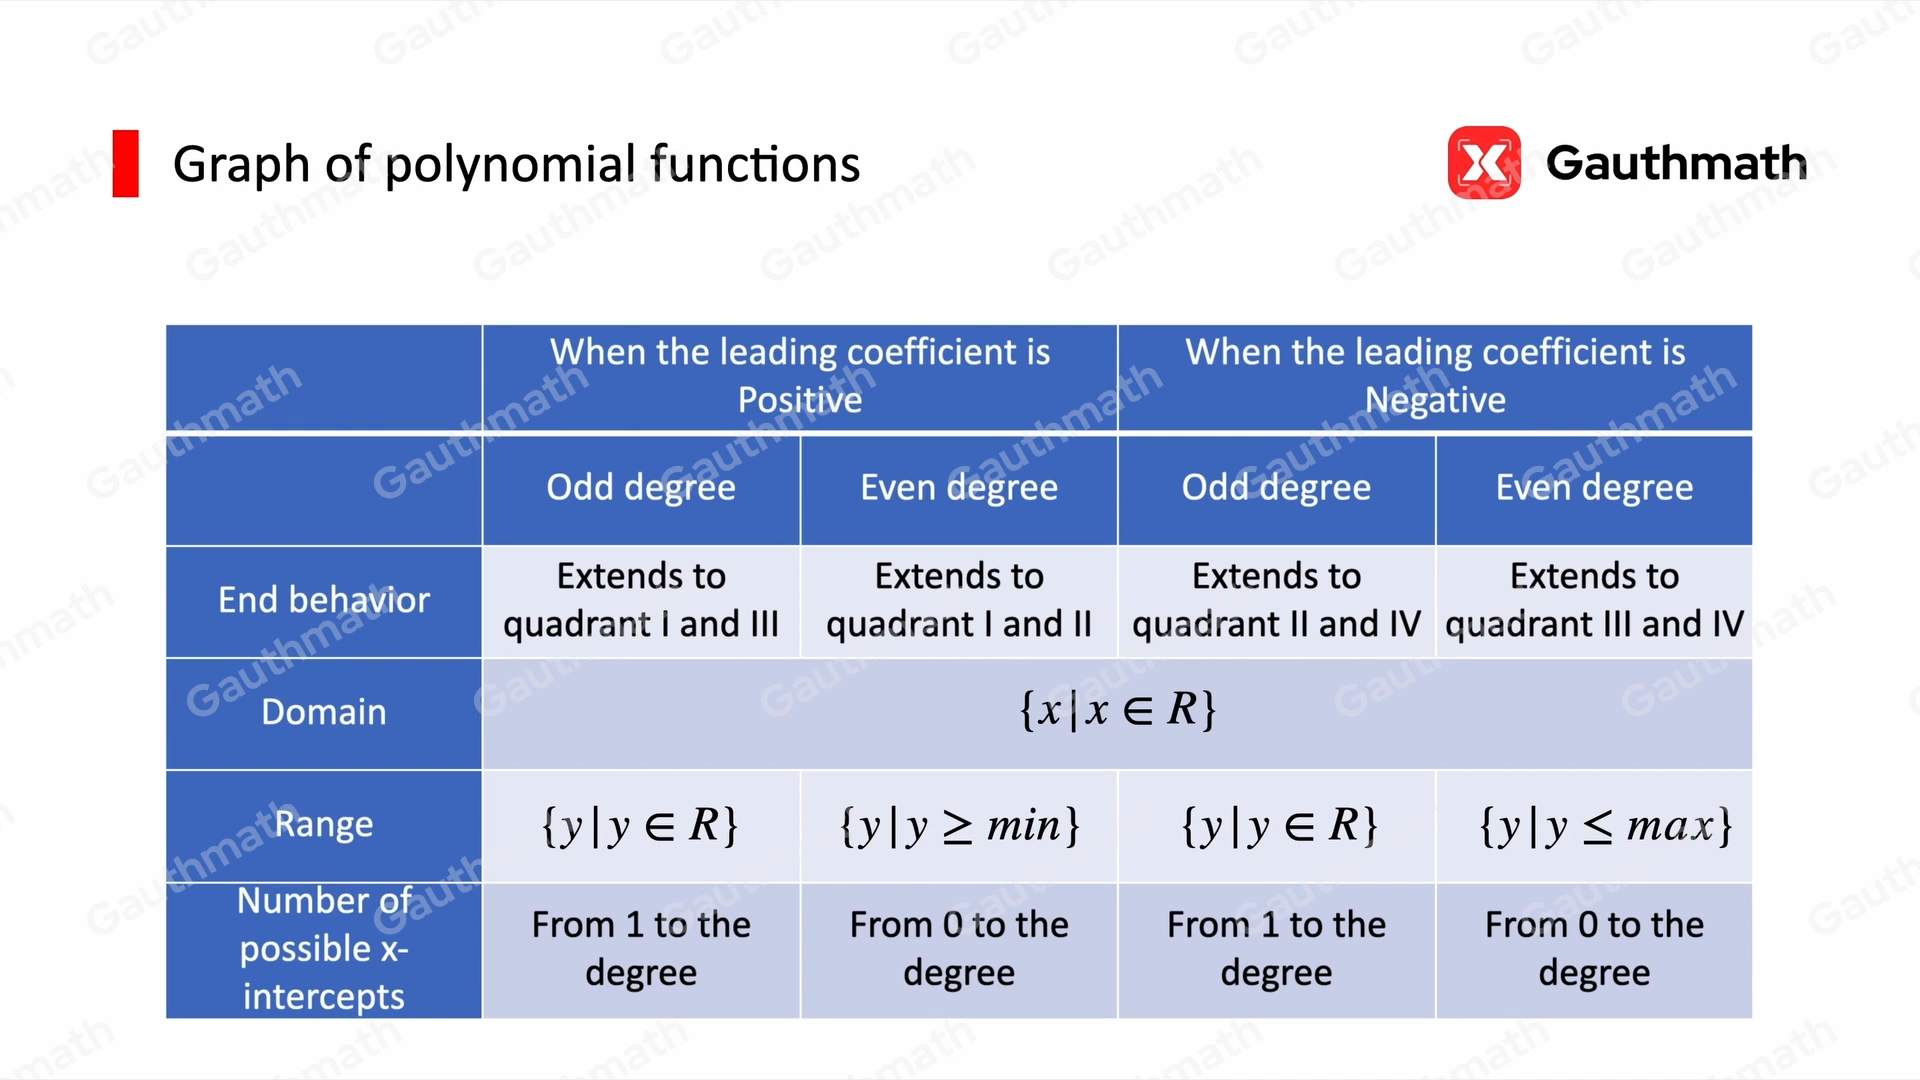 Graph of polynomial functions
Gauthmath
When the leading coefficient is
Positive
When the leading coefficient is
Negative
Odd degree
Even degree
Odd degree
Even degree
End behavior
Extends to
quadrant I and III
Extends to
quadrant I and II
Extends to
quadrant II and IV
Extends to
quadrant III and IV
Domain
{x|x ∈ R}
Range
{y|y ∈ R}
{y|y ≥ min}
{y|y ∈ R}
{y|y ≤ max}
Number of
possible x-
intercepts
From 1 to the
degree
From 0 to the
degree
From 1 to the
degree
From 0 to the
degree